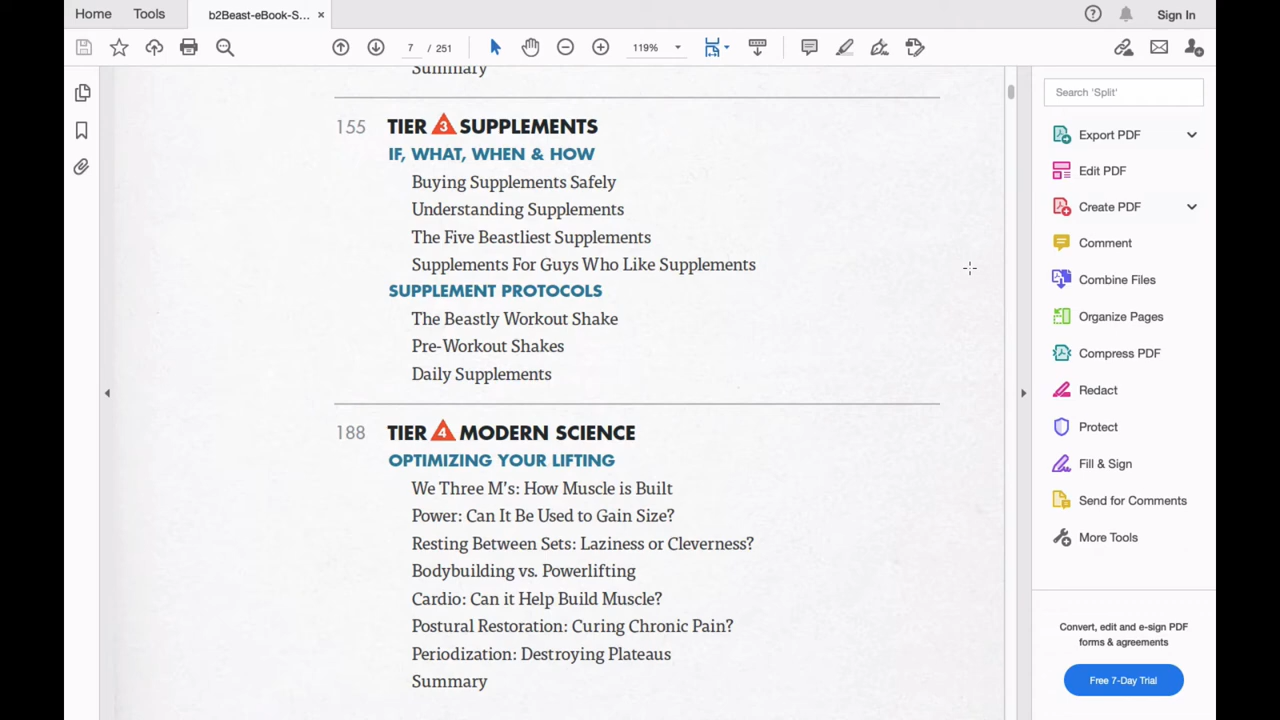 Home Tools b2Beast-eBook-S... × Sign In
7 / 251 119%
Summary
155 TIER 3 SUPPLEMENTS
IF, WHAT, WHEN & HOW
Buying Supplements Safely
Understanding Supplements
The Five Beastliest Supplements
Supplements For Guys Who Like Supplements
SUPPLEMENT PROTOCOLS
The Beastly Workout Shake
Pre-Workout Shakes
Daily Supplements
188 TIER 4 MODERN SCIENCE
OPTIMIZING YOUR LIFTING
We Three M's: How Muscle is Built
Power: Can It Be Used to Gain Size?
Resting Between Sets: Laziness or Cleverness?
Bodybuilding vs. Powerlifting
Cardio: Can it Help Build Muscle?
Postural Restoration: Curing Chronic Pain?
Periodization: Destroying Plateaus
Summary
Search 'Split'
Export PDF
Edit PDF
Create PDF
Comment
Combine Files
Organize Pages
Compress PDF
Redact
Protect
Fill & Sign
Send for Comments
More Tools
Convert, edit and e-sign PDF
forms & agreements
Free 7-Day Trial